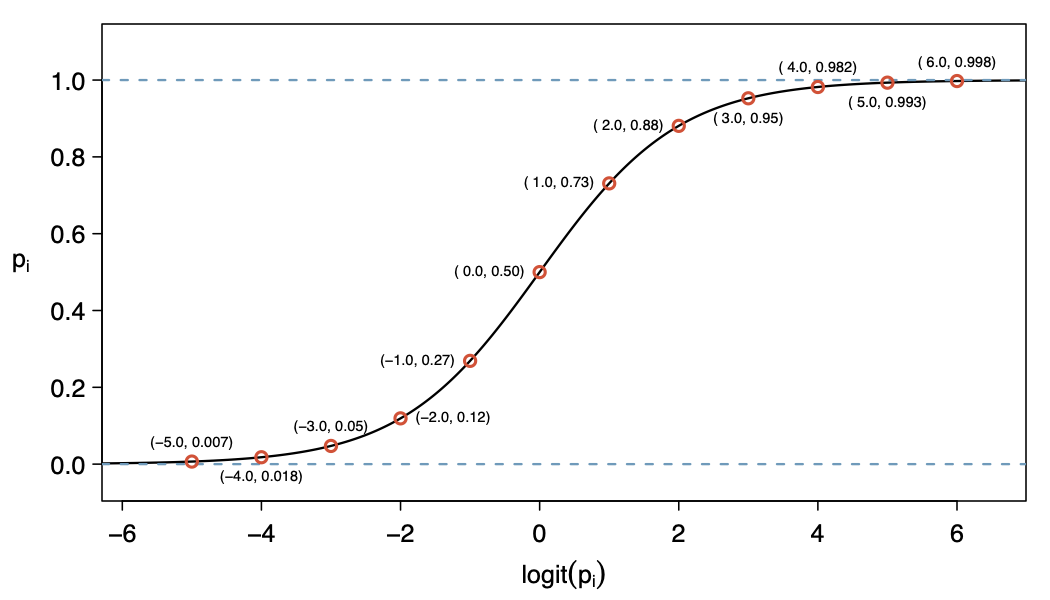 ( 6.0, 0.998)
( 4.0, 0.982)
1.0
( 5.0, 0.993)
( 3.0, 0.95)
( 2.0, 0.88)
0.8
( 1.0, 0.73)
0.6
pi
( 0.0, 0.50)
0.4
(−1.0, 0.27)
0.2
(−2.0, 0.12)
(−3.0, 0.05)
(−5.0, 0.007)
0.0
(−4.0, 0.018)
−6 −4 −2 0 2 4 6
logit(pi)